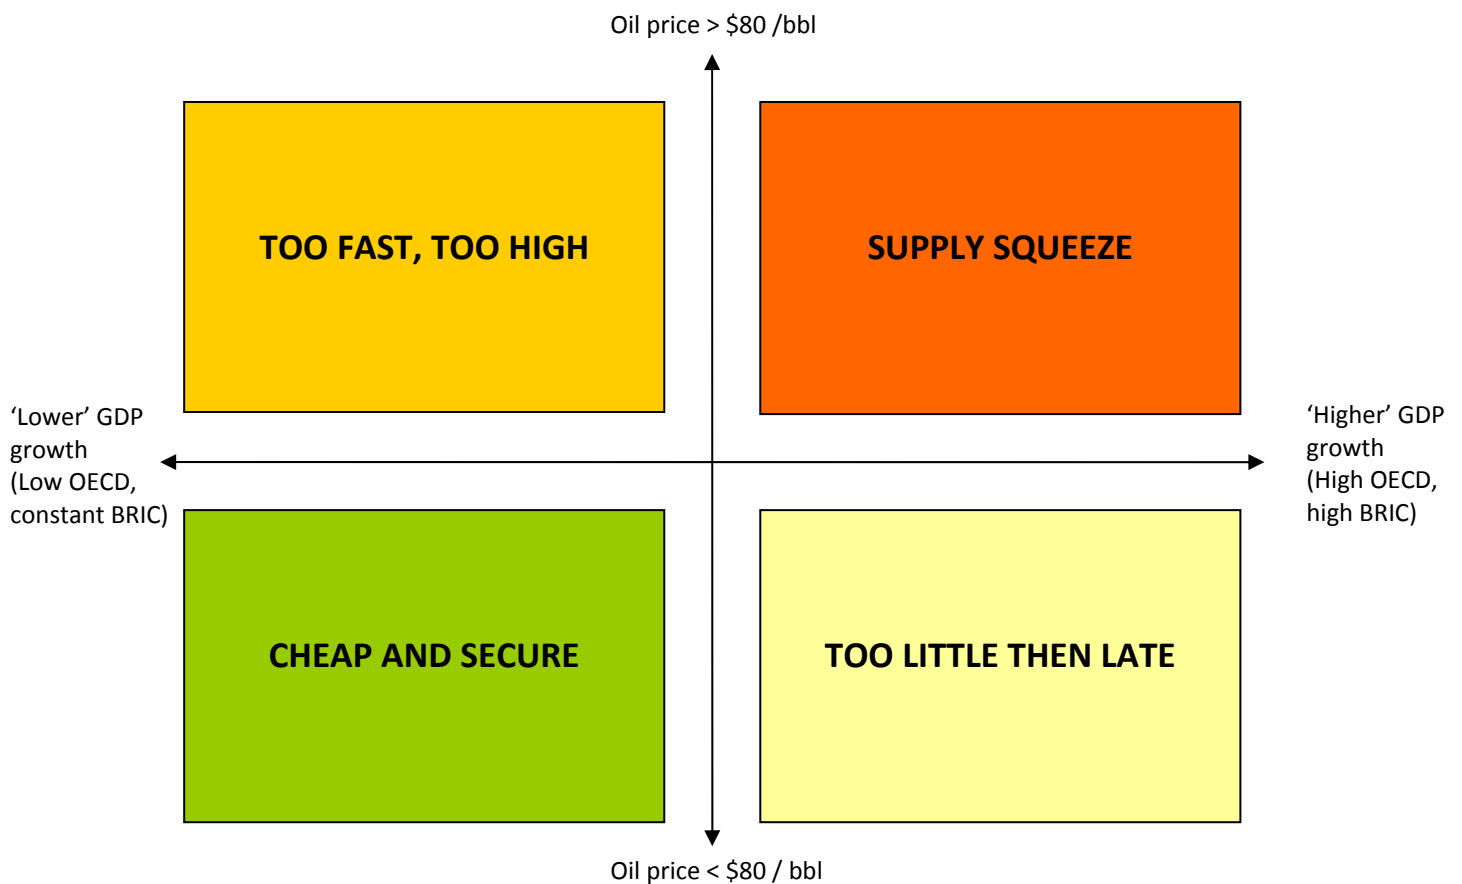 Oil price > $80 /bbl
TOO FAST, TOO HIGH
SUPPLY SQUEEZE
‘Lower’ GDP
growth
(Low OECD,
constant BRIC)
‘Higher’ GDP
growth
(High OECD,
high BRIC)
CHEAP AND SECURE
TOO LITTLE THEN LATE
Oil price < $80 / bbl